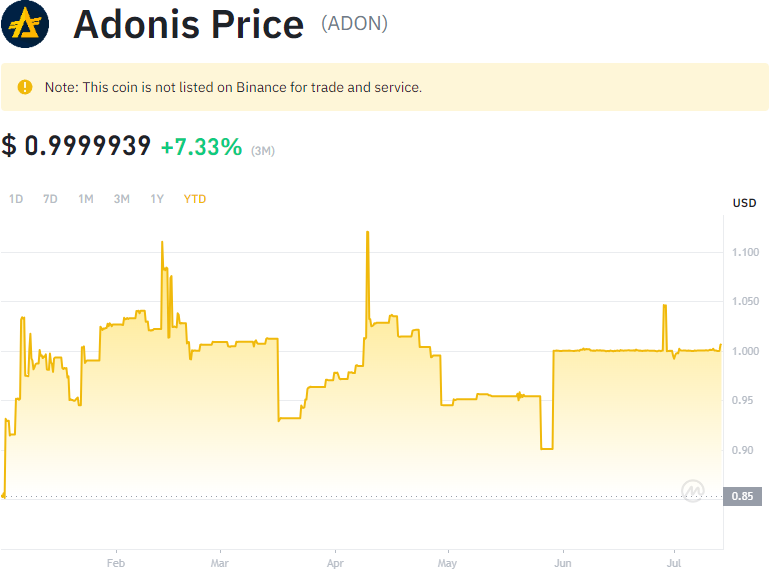 Adonis Price (ADON)
Note: This coin is not listed on Binance for trade and service.
$ 0.9999939 +7.33% (3M)
1D 7D 1M 3M 1Y YTD
USD
1.100
1.050
1.000
0.95
0.90
0.85
Feb Mar Apr May Jun Jul